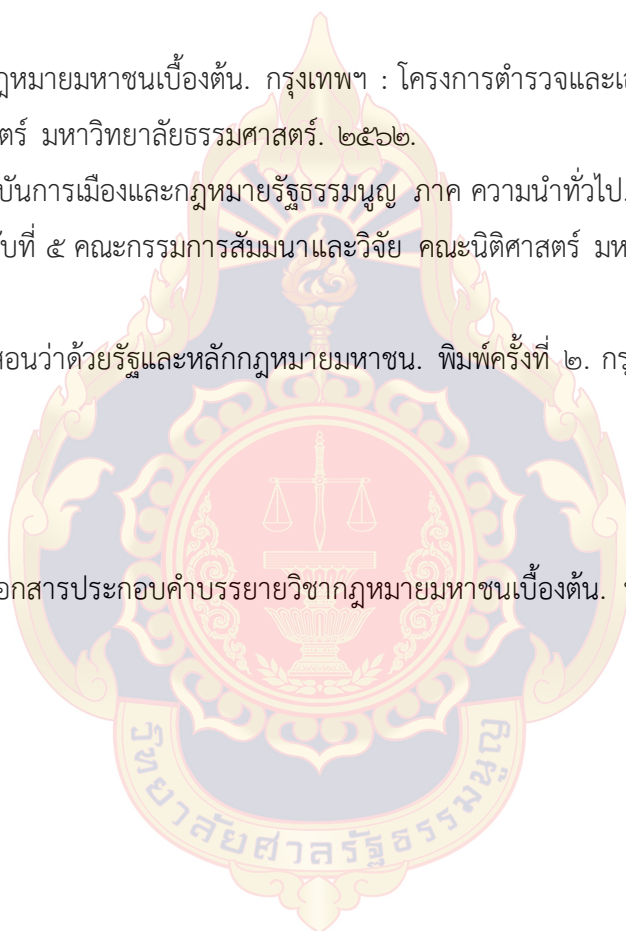 กฎหมายมหาชนเบื้องต้น. กรุงเทพฯ : โครงการตำรวจและ
ตร์ มหาวิทยาลัยธรรมศาสตร์. ๒๕๖๒.
บันการเมืองและกฎหมายรัฐธรรมนูญ ภาค ความนำทั่วไป.
บที่ ๕ คณะกรรมการสัมมนาและวิจัย คณะนิติศาสตร์ มห
สอนว่าด้วยรัฐและหลักกฎหมายมหาชน. พิมพ์ครั้งที่ ๒. กรุ
อกสารประกอบคำบรรยายวิชากฎหมายมหาชนเบื้องต้น.
วิทยาลัยศาลรัฐธรรมนูญ